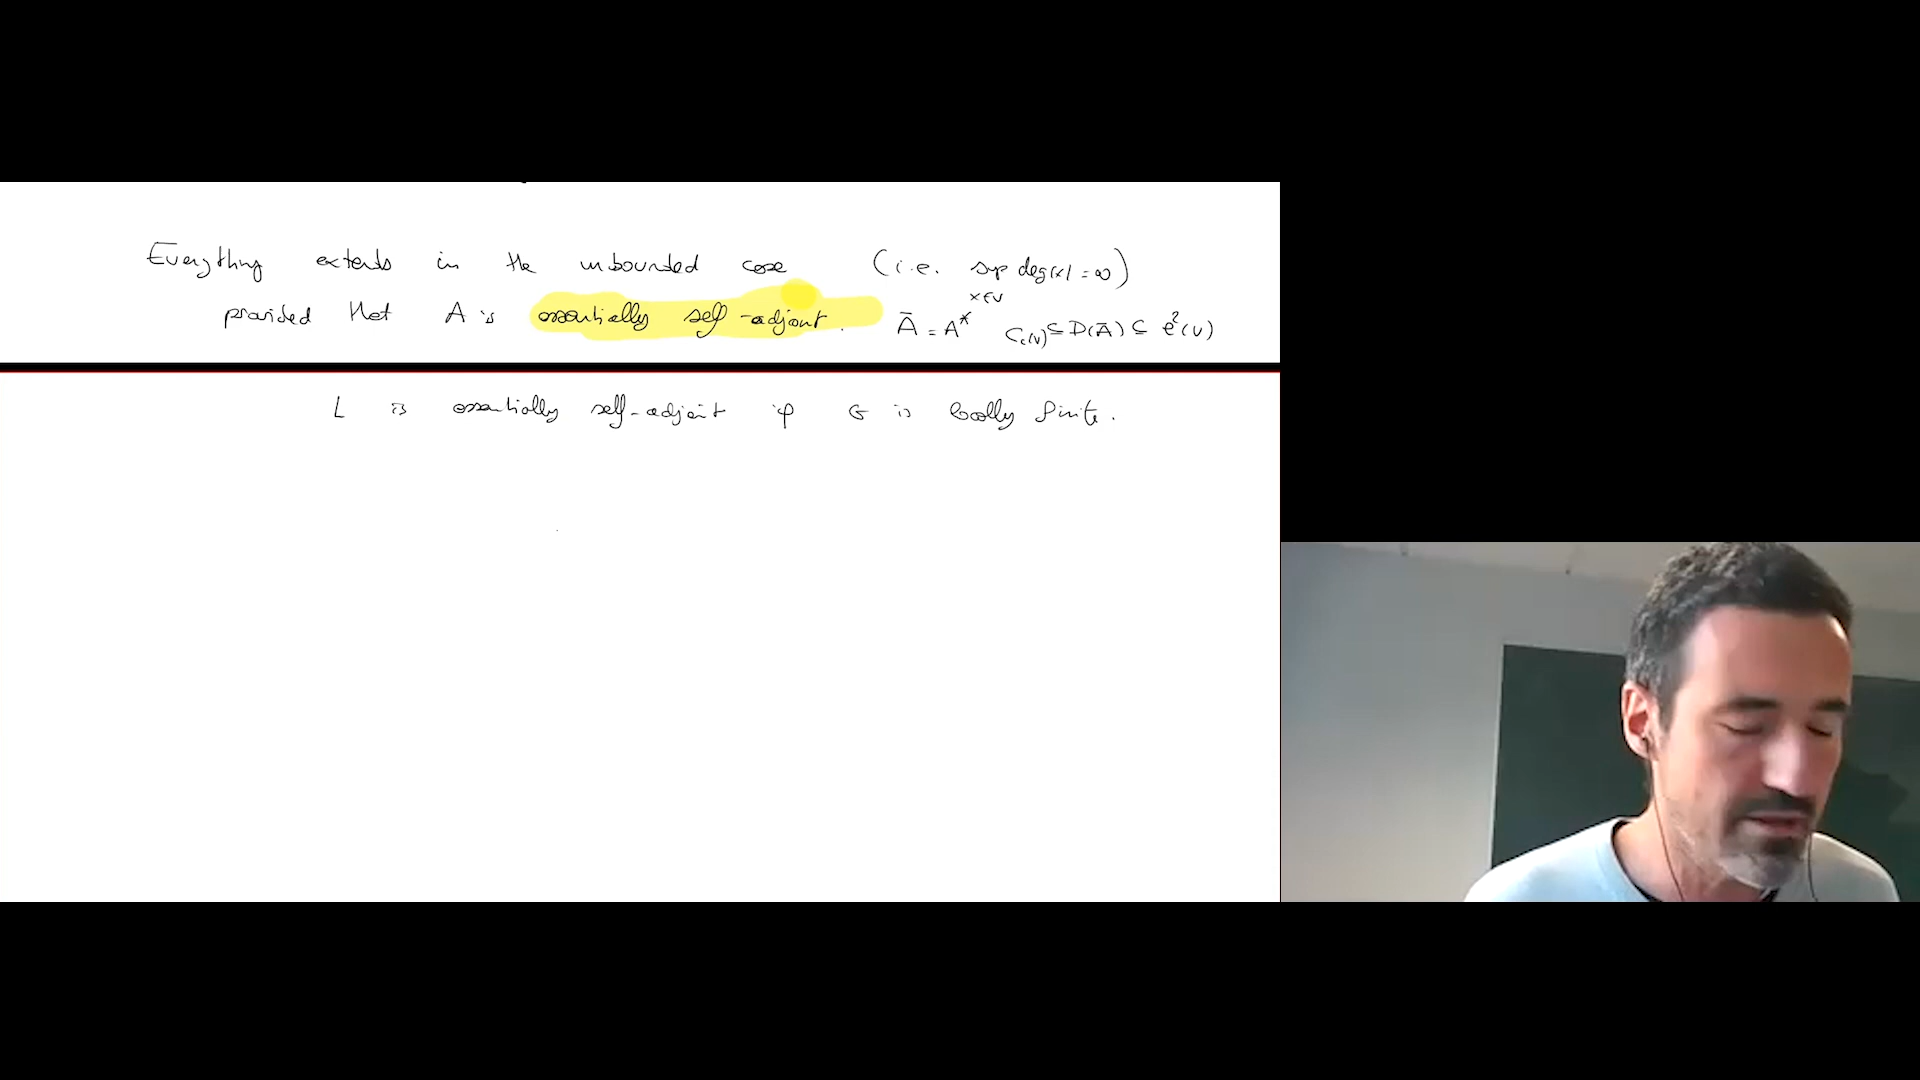 Everything extends in the unbounded case (i.e. sup deg(x) = ∞)
x∈V
provided that A is essentially self-adjoint. Ā = A* C_c(V) ⊆ D(Ā) ⊆ ℓ²(V)
L is essentially self-adjoint if G is locally finite.